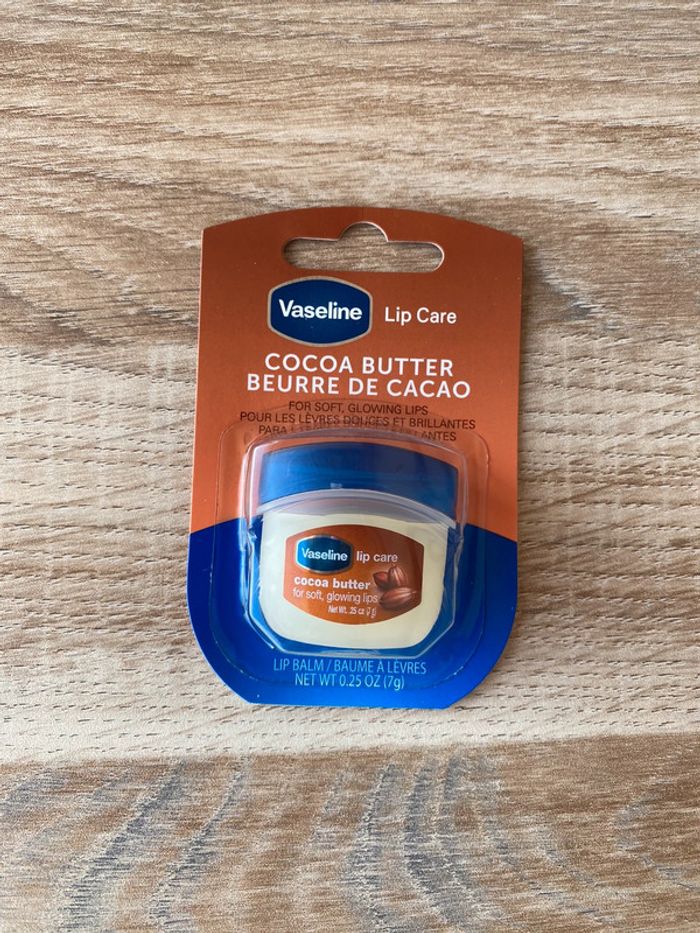 Vaseline
Lip Care
COCOA BUTTER
BEURRE DE CACAO
FOR SOFT, GLOWING LIPS
POUR LES LÈVRES DOUCES ET BRILLANTES
PARA
Vaseline lip care
cocoa butter
for soft, glowing lips
Net Wt. .25 oz (7g)
LIP BALM / BAUME À LÈVRES
NET WT 0.25 OZ (7g)